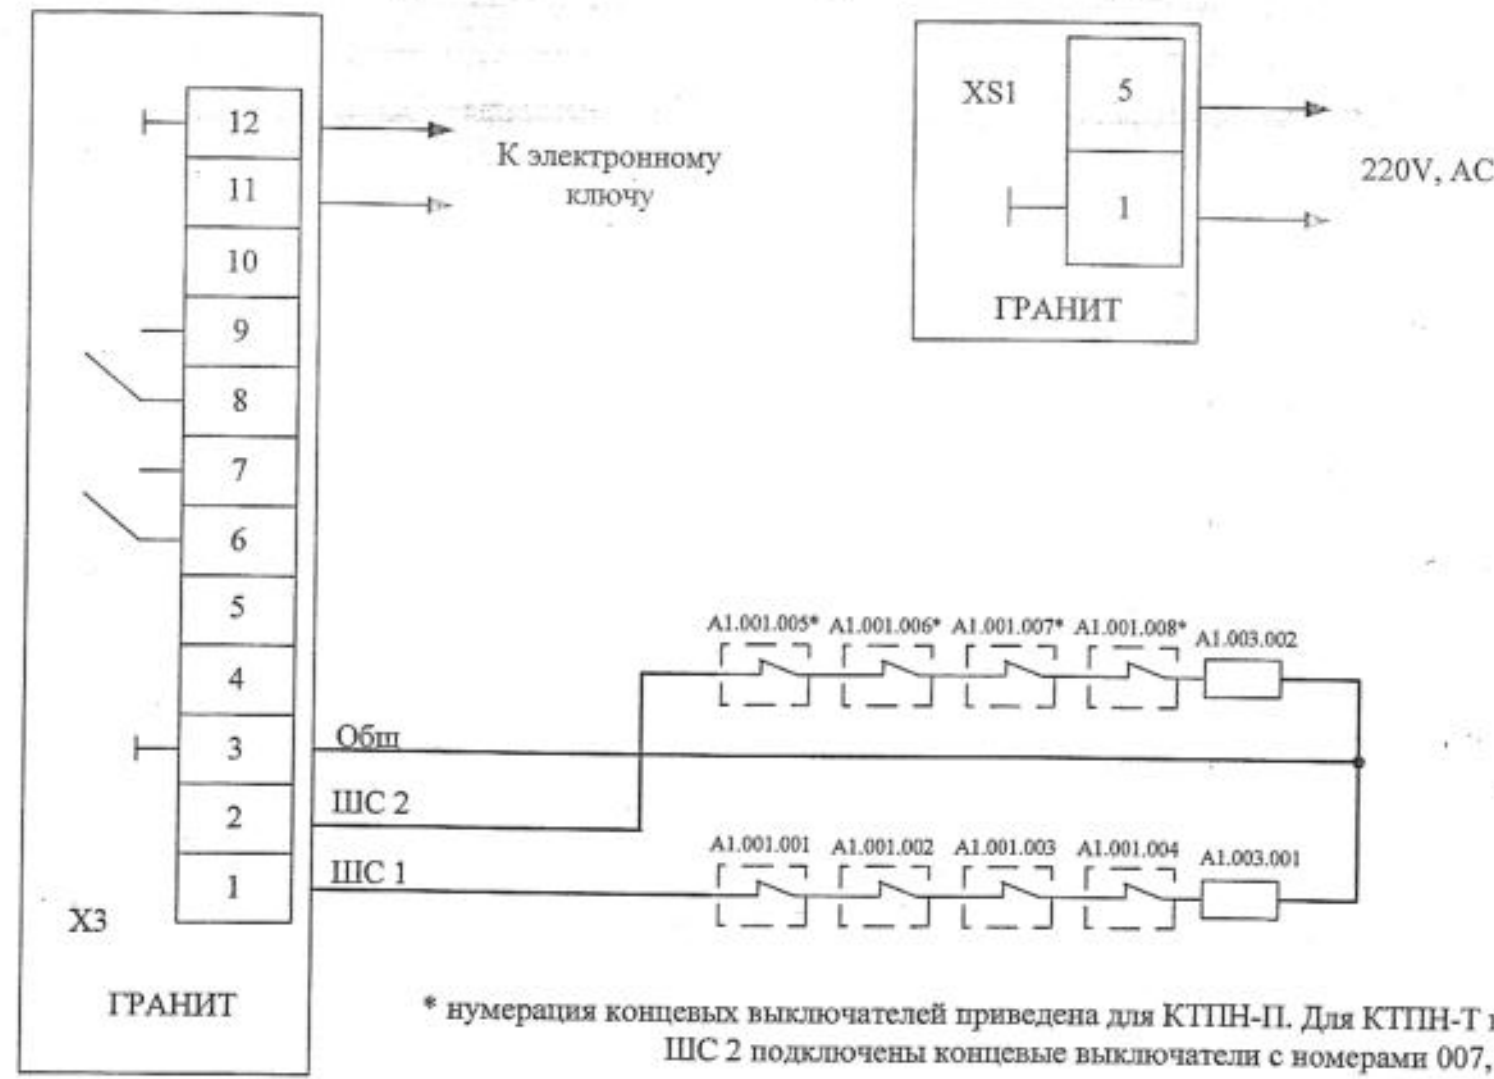 12
11
10
9
8
7
6
5
4
3
2
1
К электронному
ключу
XS1
5
1
220V, AC
ГРАНИТ
A1.001.005* A1.001.006* A1.001.007* A1.001.008* A1.003.002
Общ
ШС 2
ШС 1
A1.001.001 A1.001.002 A1.001.003 A1.001.004 A1.003.001
X3
ГРАНИТ
* нумерация концевых выключателей приведена для КТПН-П. Для КТПН-Т
ШС 2 подключены концевые выключатели с номерами 007,